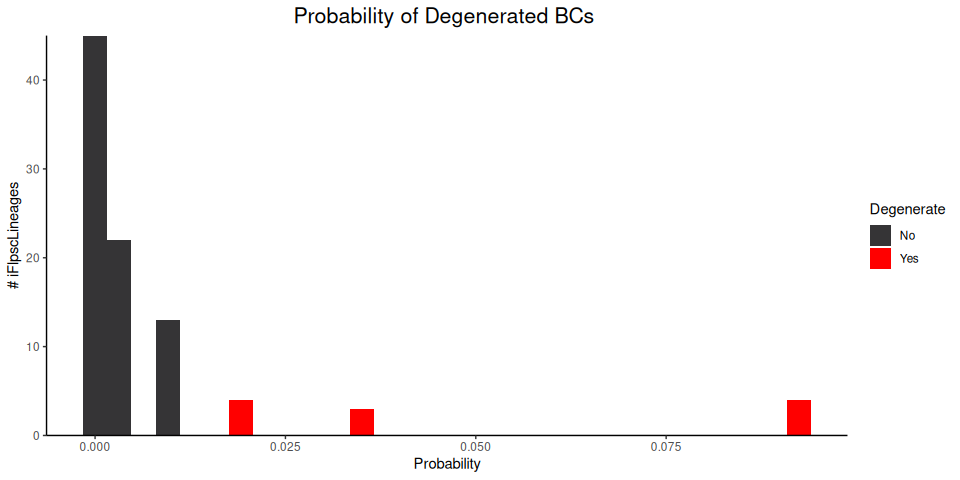 Probability of Degenerated BCs
# iFlpscLineages
40
30
20
10
0
0.000
0.025
0.050
0.075
Probability
Degenerate
No
Yes